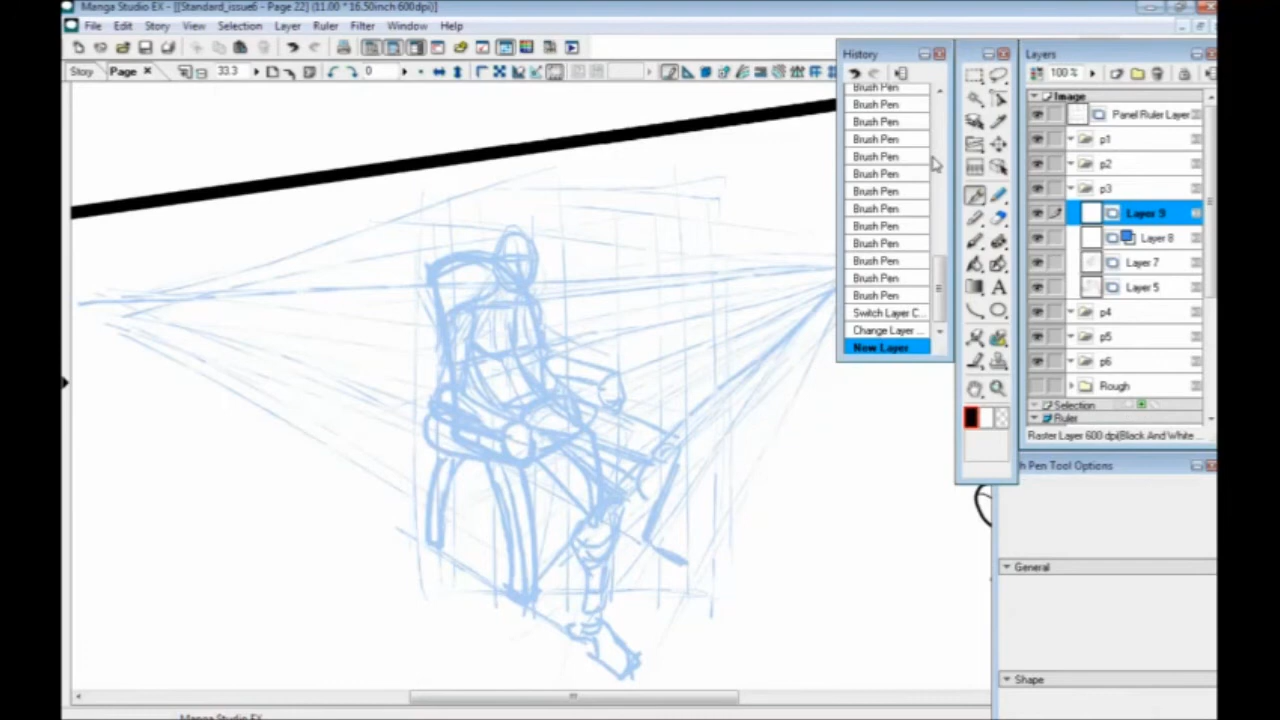 Manga Studio EX - [[Standard_issue6 - Page 22] (11.00 *16.50inch 600dpi)]
File Edit Story View Selection Layer Ruler Filter Window Help
Story Page 33.3 0
History
Brush Pen
Brush Pen
Brush Pen
Brush Pen
Brush Pen
Brush Pen
Brush Pen
Brush Pen
Brush Pen
Brush Pen
Brush Pen
Brush Pen
Brush Pen
Switch Layer C...
Change Layer ...
New Layer
A
Layers
100 %
Image
Panel Ruler Layer
p1
p2
p3
Layer 9
Layer 8
Layer 7
Layer 5
p4
p5
p6
Rough
Selection
Ruler
Raster Layer 600 dpi(Black And White
h Pen Tool Options
General
Shape
Manga Studio EX